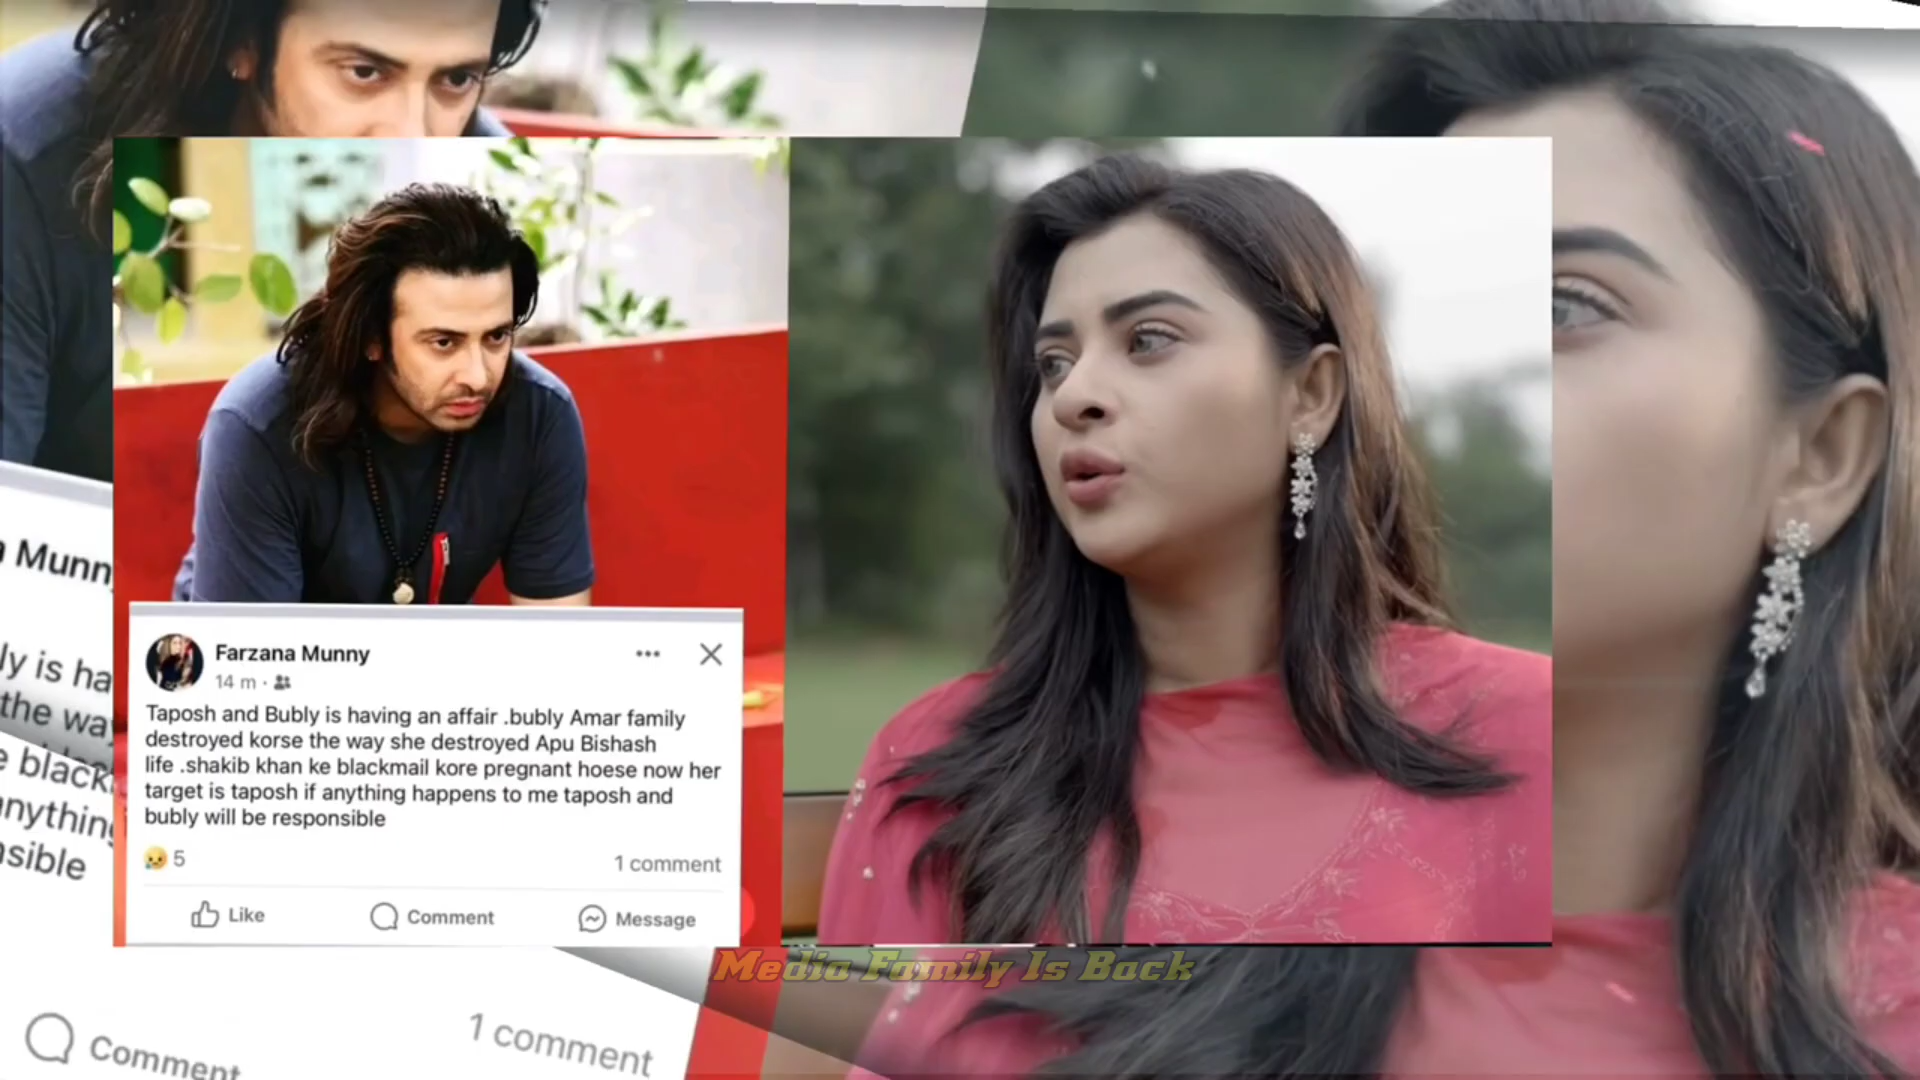 Farzana Munny
14 m
Taposh and Bubly is having an affair .bubly Amar family
destroyed korse the way she destroyed Apu Bishash
life .shakib khan ke blackmail kore pregnant hoese now her
target is taposh if anything happens to me taposh and
bubly will be responsible
5
1 comment
Like
Comment
Message
Media Family Is Back
Munn
ly is ha
the way
black
anything
sible
1 comment
Comment